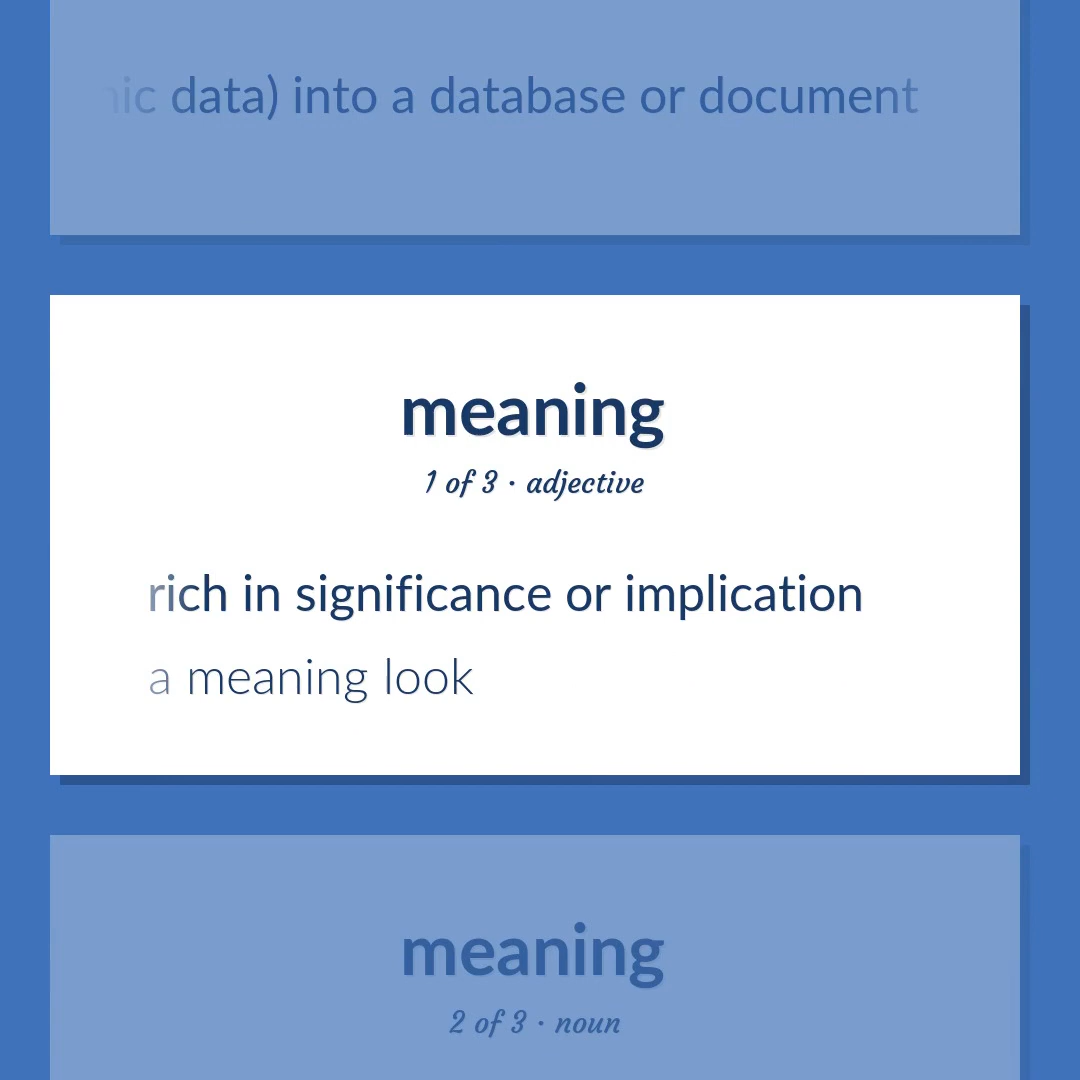 data) into a database or document
meaning
1 of 3 · adjective
rich in significance or implication
a meaning look
meaning
2 of 3 · noun